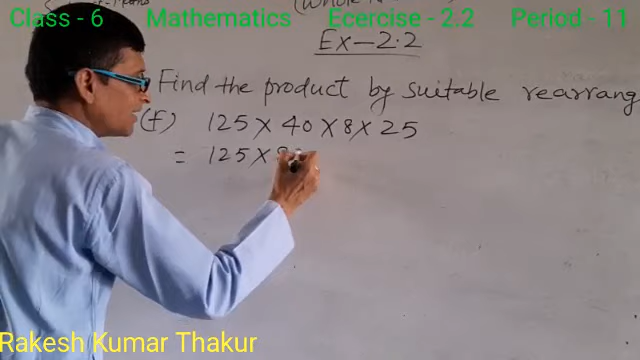 Class - 6 Mathematics Ecercise - 2.2 Period - 11
Ex-2.2
Find the product by suitable rearrang
(f) 125 × 40 × 8 × 25
= 125 × 8
Rakesh Kumar Thakur